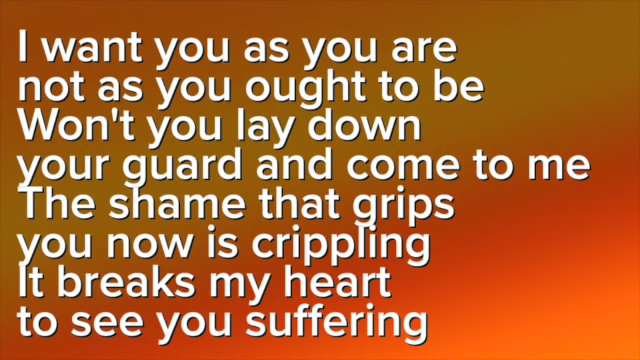 I want you as you are
not as you ought to be
Won't you lay down
your guard and come to me
The shame that grips
you now is crippling
It breaks my heart
to see you suffering